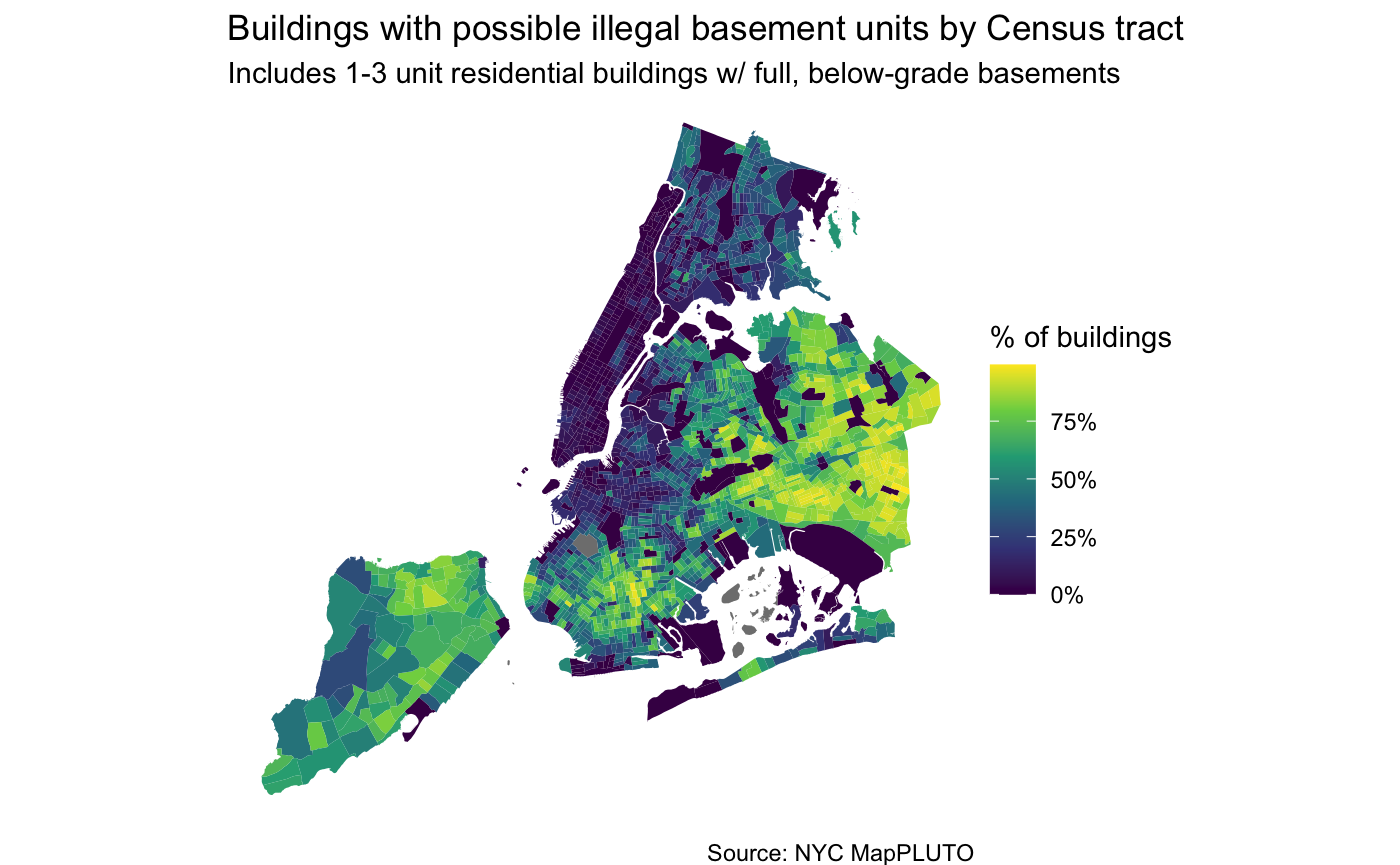 Buildings with possible illegal basement units by Census tract
Includes 1-3 unit residential buildings w/ full, below-grade basements
% of buildings
75%
50%
25%
0%
Source: NYC MapPLUTO